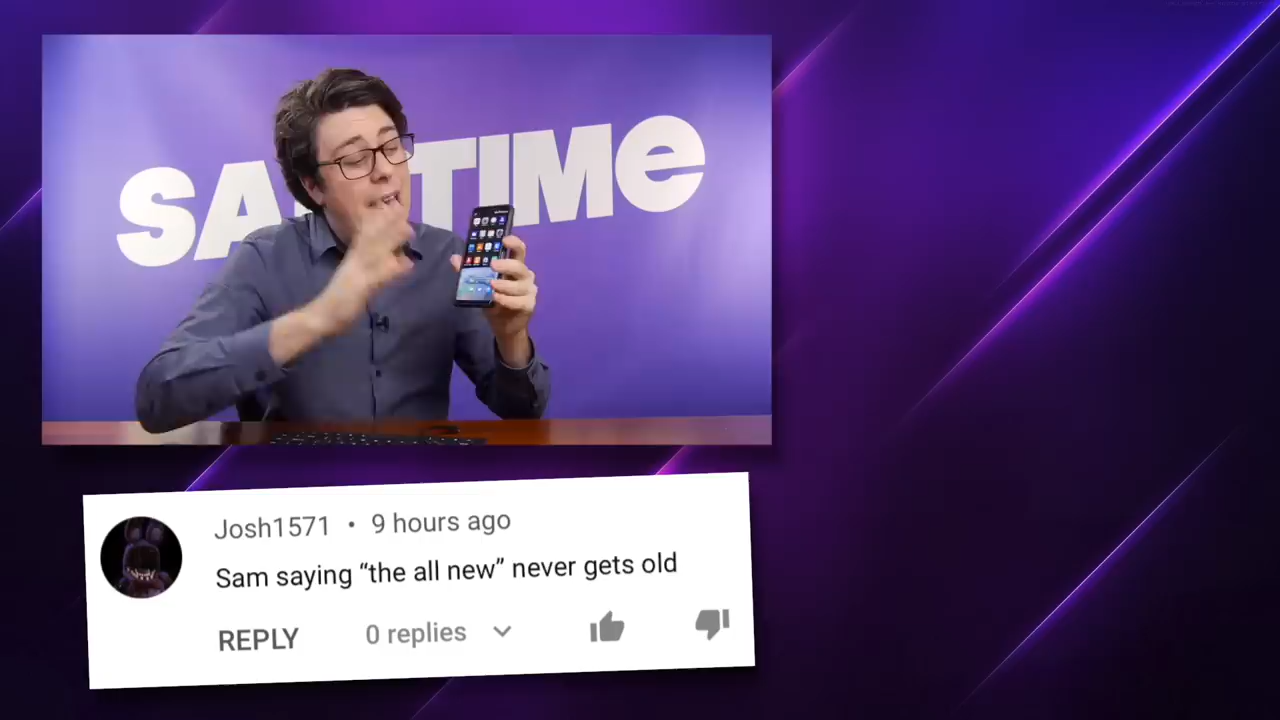 SA TIMe
Josh1571 • 9 hours ago
Sam saying “the all new” never gets old
REPLY 0 replies